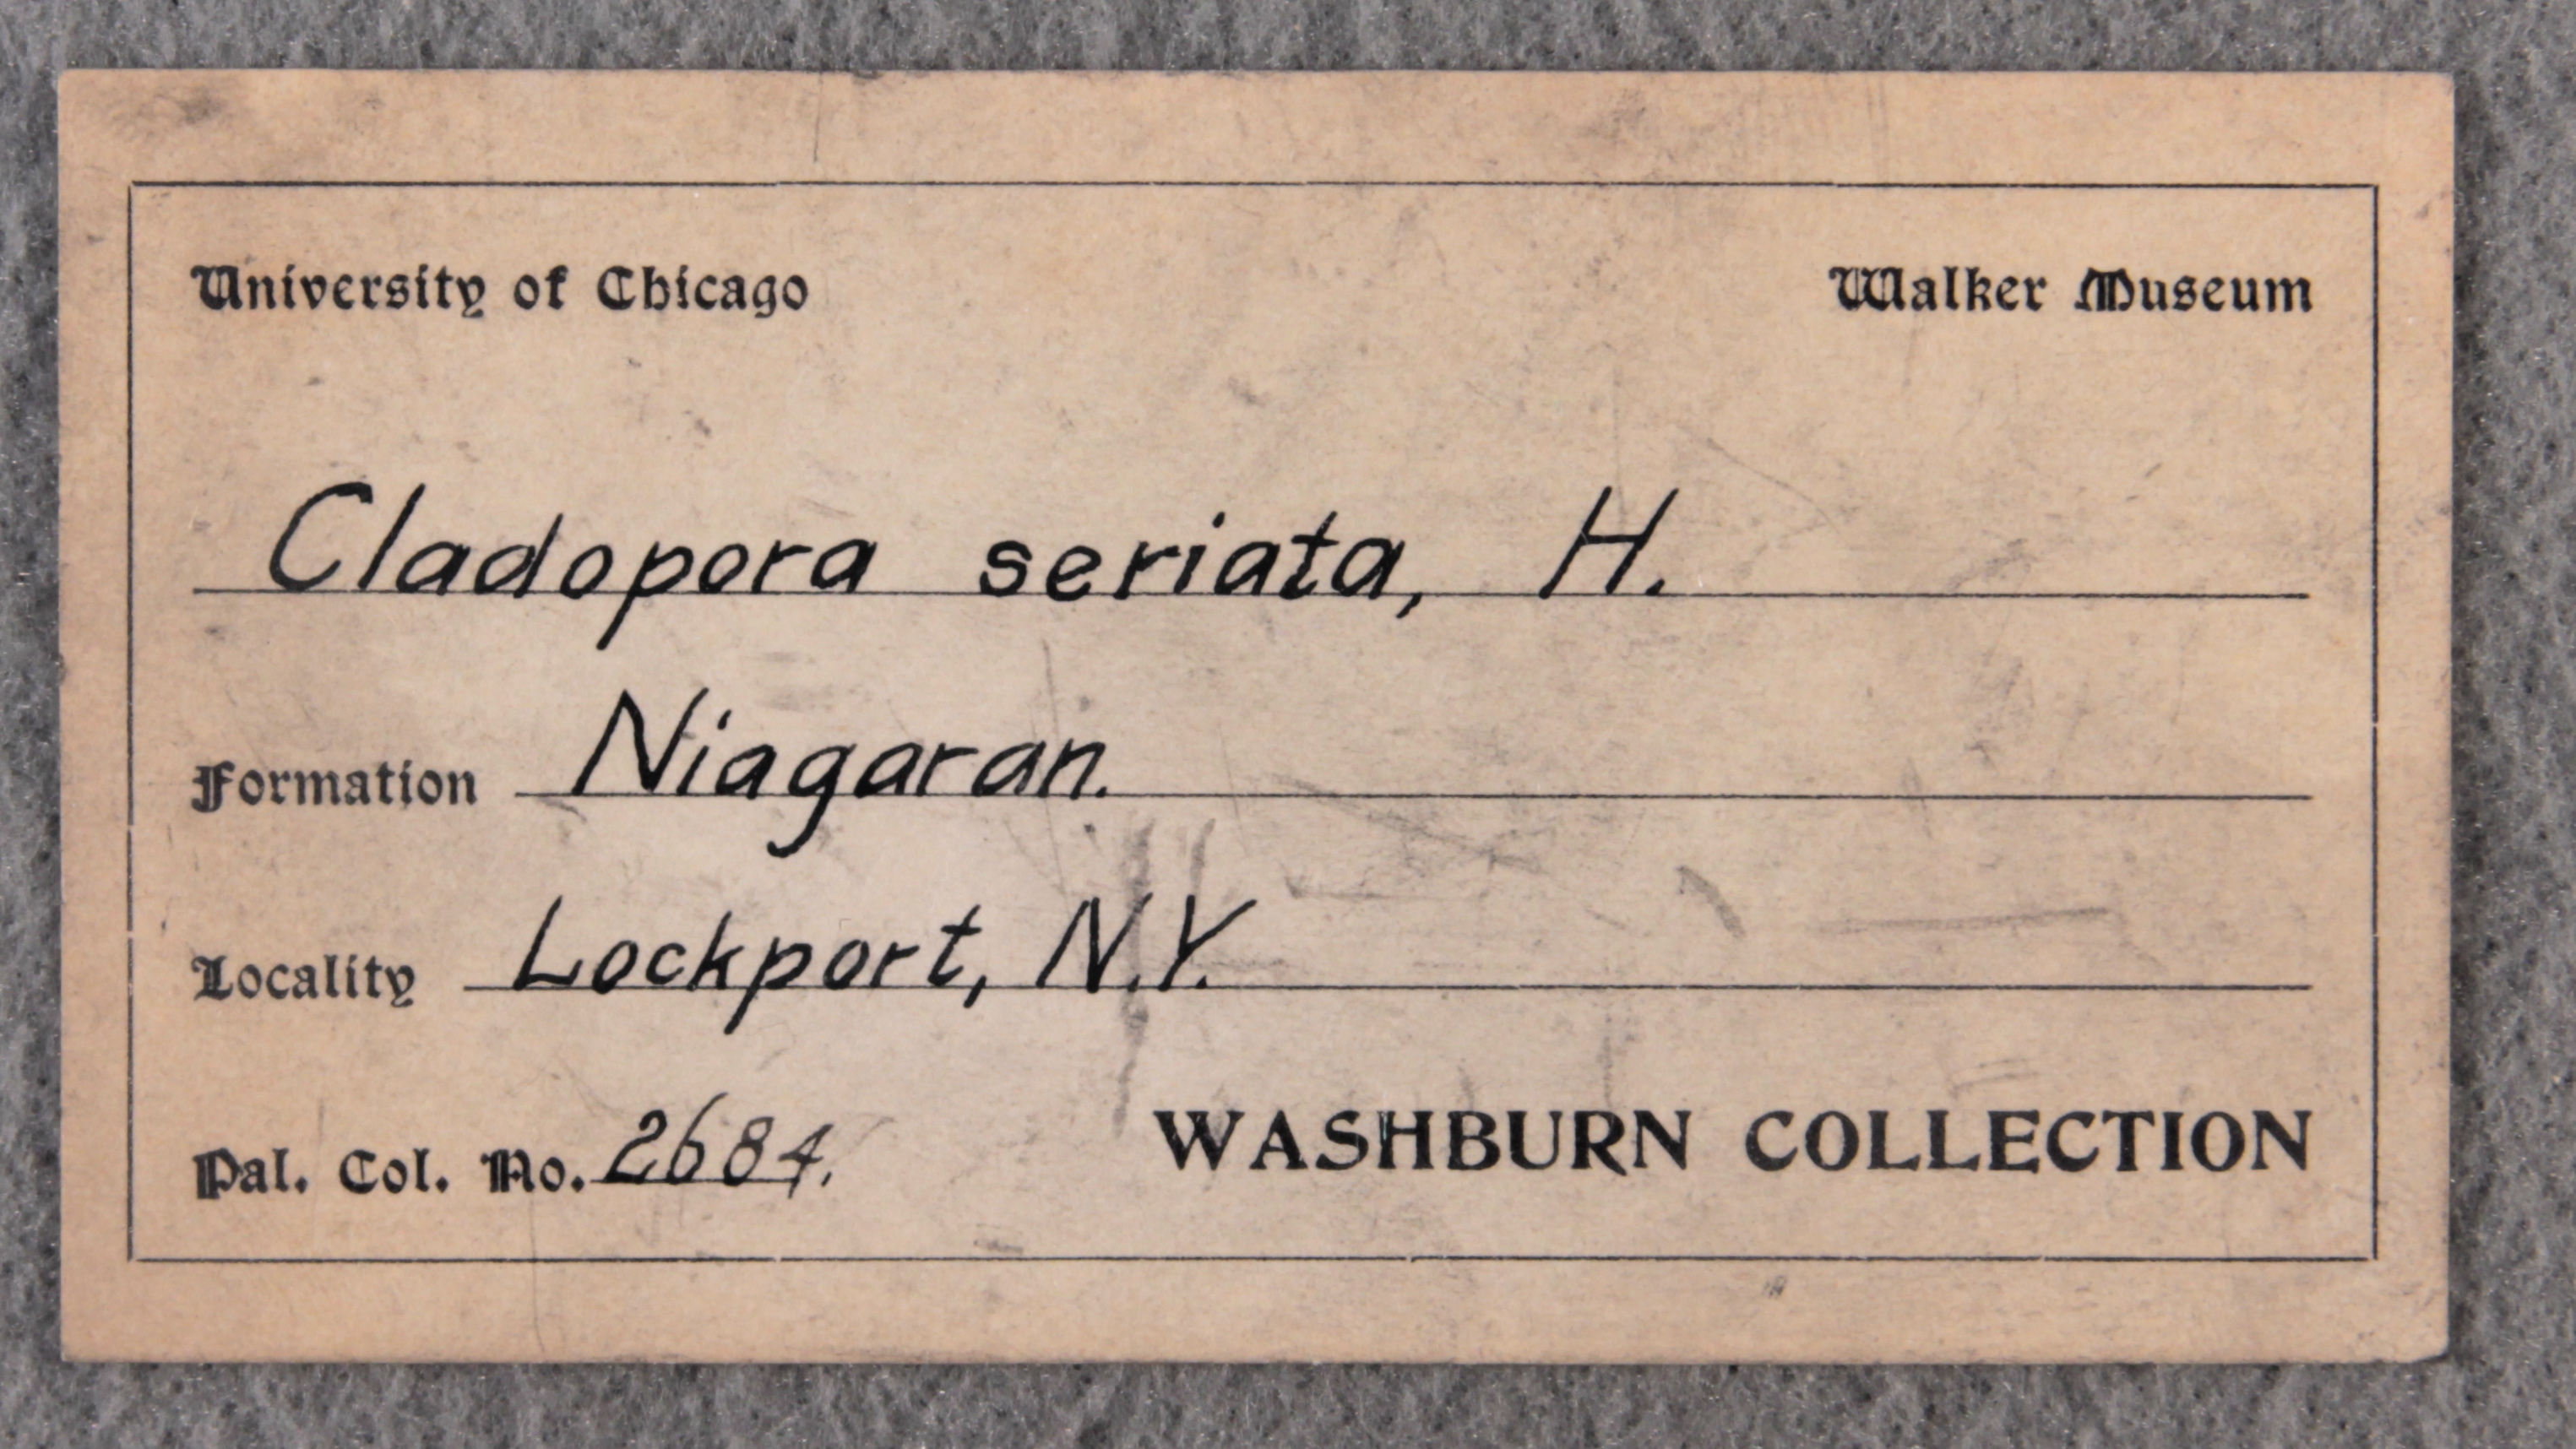 University of Chicago Walker Museum
Cladopora seriata, H.
Formation Niagaran.
Locality Lockport, N.Y.
Pal. Col. No. 2684. WASHBURN COLLECTION